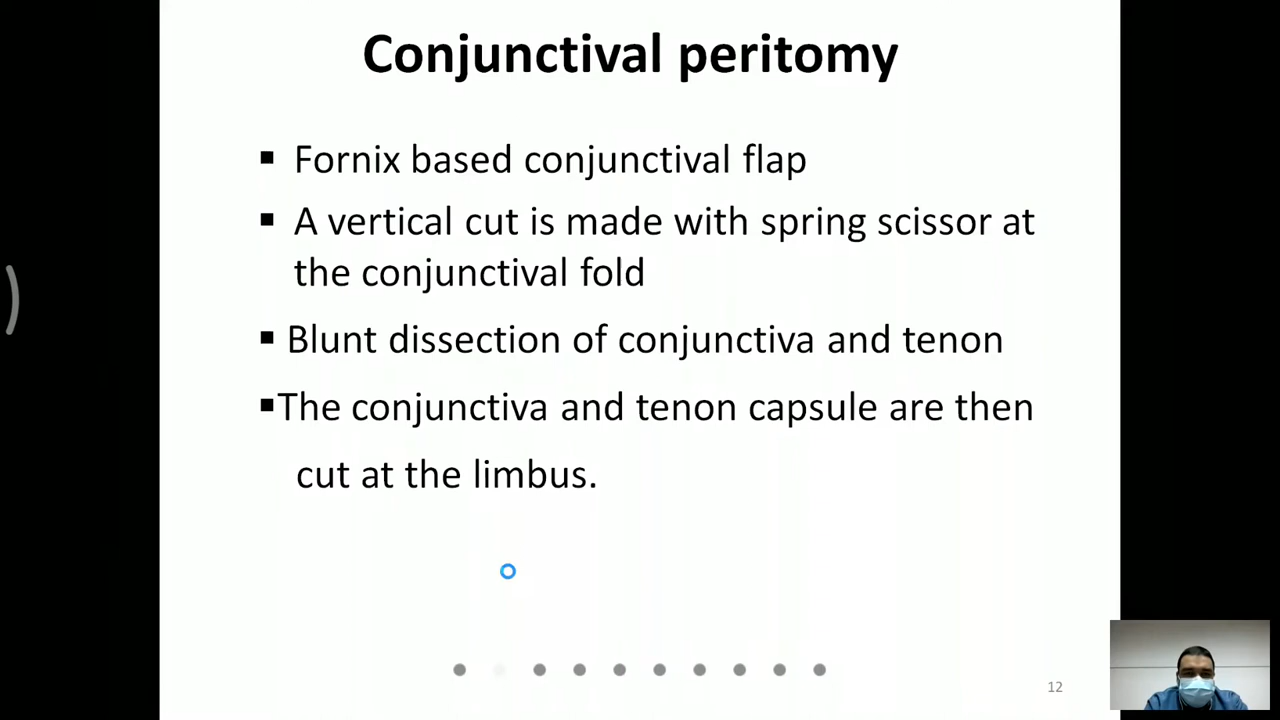 Conjunctival peritomy
▪ Fornix based conjunctival flap
▪ A vertical cut is made with spring scissor at
the conjunctival fold
▪ Blunt dissection of conjunctiva and tenon
▪The conjunctiva and tenon capsule are then
cut at the limbus.
12